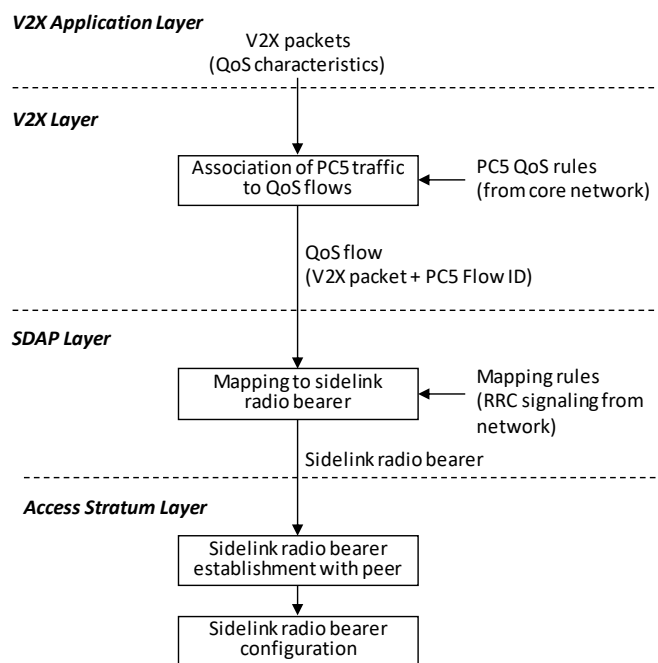 V2X Application Layer
V2X packets
(QoS characteristics)
V2X Layer
Association of PC5 traffic
to QoS flows
PC5 QoS rules
(from core network)
QoS flow
(V2X packet + PC5 Flow ID)
SDAP Layer
Mapping to sidelink
radio bearer
Mapping rules
(RRC signaling from
network)
Sidelink radio bearer
Access Stratum Layer
Sidelink radio bearer
establishment with peer
Sidelink radio bearer
configuration